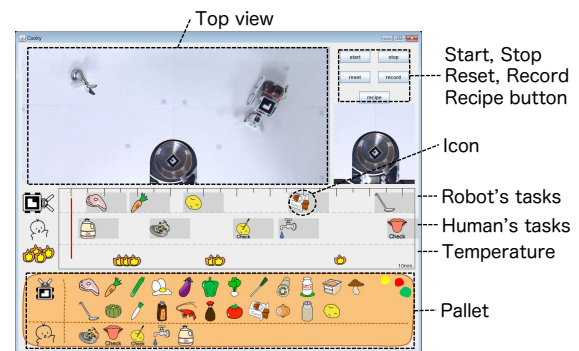 Top view
Cooky
start
stop
reset
record
recipe
Start, Stop
Reset, Record
Recipe button
Icon
Robot's tasks
Human's tasks
Check
Check
Temperature
10min
Pallet
Check
Check